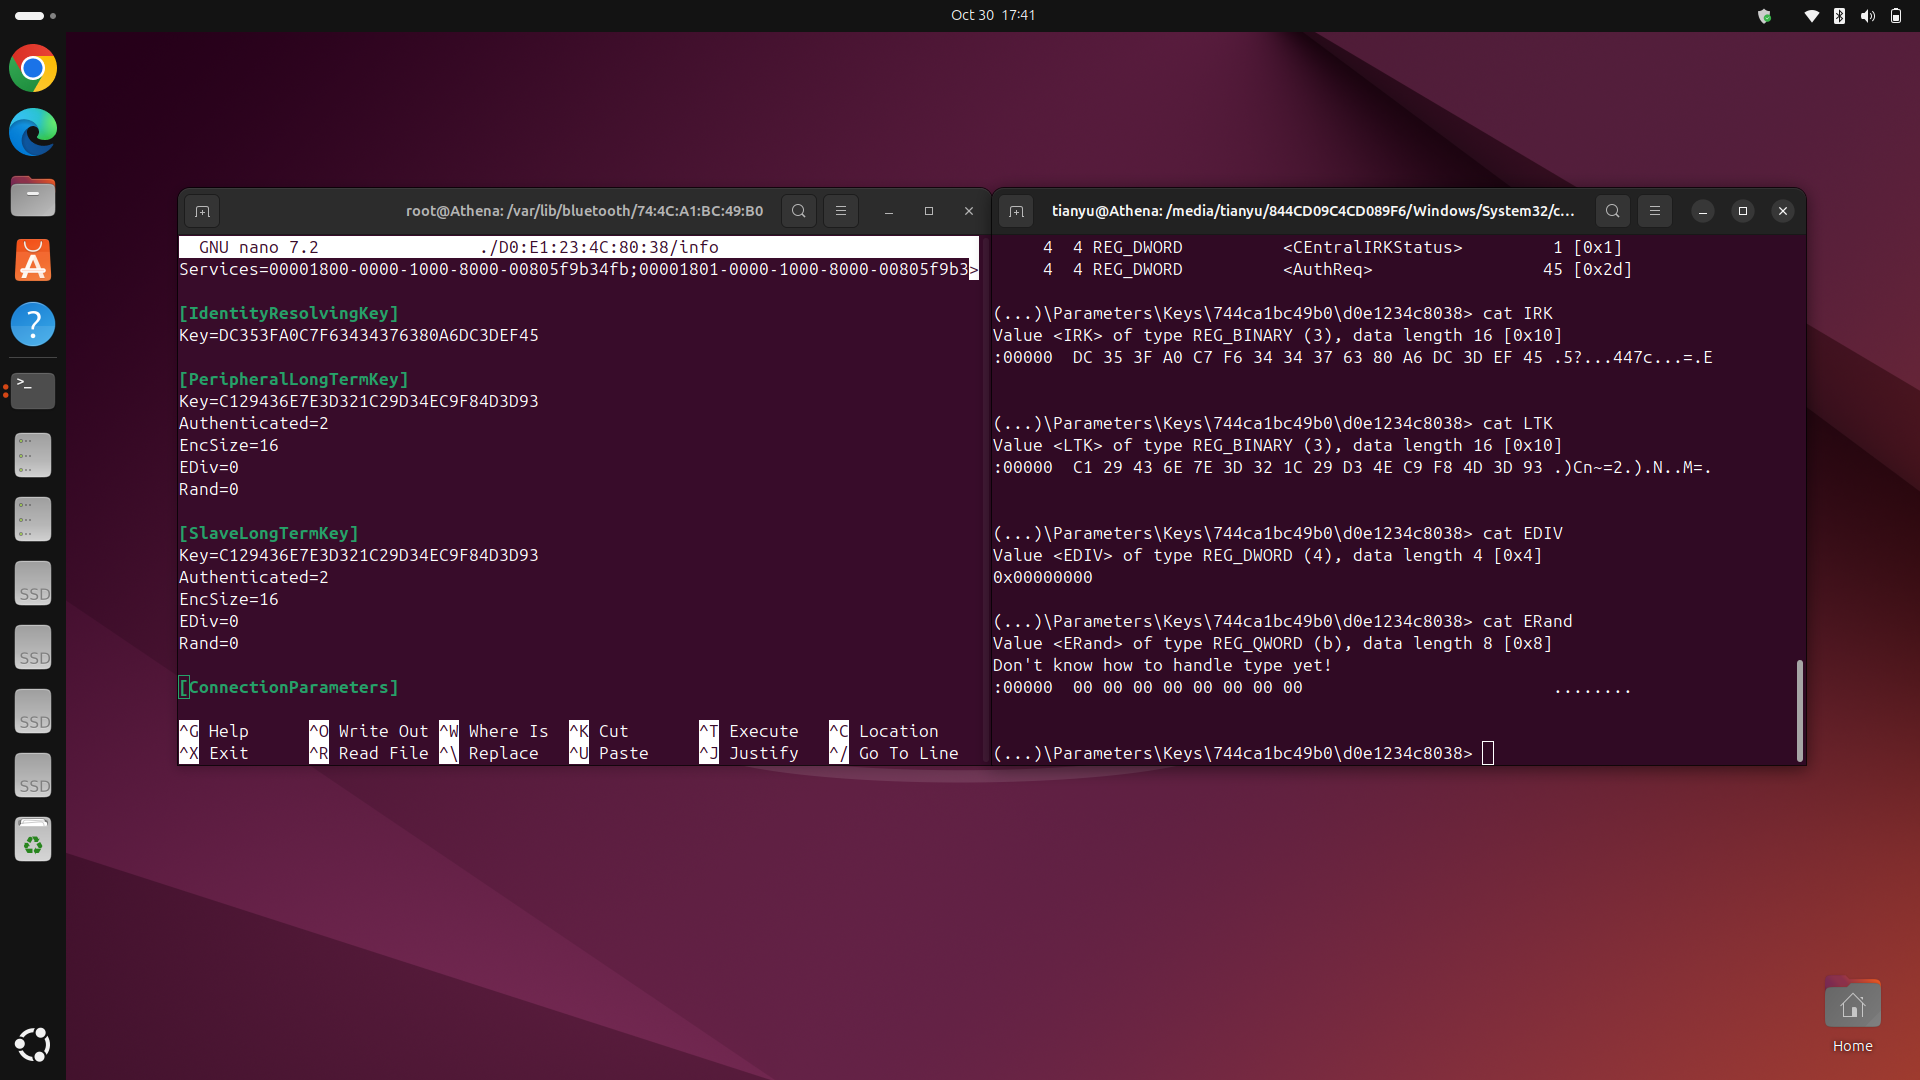 Oct 30 17:41
root@Athena: /var/lib/bluetooth/74:4C:A1:BC:49:B0
GNU nano 7.2 ./D0:E1:23:4C:80:38/info
Services=00001800-0000-1000-8000-00805f9b34fb;00001801-0000-1000-8000-00805f9b3>
[IdentityResolvingKey]
Key=DC353FA0C7F63434376380A6DC3DEF45
[PeripheralLongTermKey]
Key=C129436E7E3D321C29D34EC9F84D3D93
Authenticated=2
EncSize=16
EDiv=0
Rand=0
[SlaveLongTermKey]
Key=C129436E7E3D321C29D34EC9F84D3D93
Authenticated=2
EncSize=16
EDiv=0
Rand=0
[ConnectionParameters]
^G Help ^O Write Out ^W Where Is ^K Cut ^T Execute ^C Location
^X Exit ^R Read File ^\ Replace ^U Paste ^J Justify ^/ Go To Line
tianyu@Athena: /media/tianyu/844CD09C4CD089F6/Windows/System32/c...
4 4 REG_DWORD <CEntralIRKStatus> 1 [0x1]
4 4 REG_DWORD <AuthReq> 45 [0x2d]
(...)\Parameters\Keys\744ca1bc49b0\d0e1234c8038> cat IRK
Value <IRK> of type REG_BINARY (3), data length 16 [0x10]
:00000 DC 35 3F A0 C7 F6 34 34 37 63 80 A6 DC 3D EF 45 .5?...447c...=.E
(...)\Parameters\Keys\744ca1bc49b0\d0e1234c8038> cat LTK
Value <LTK> of type REG_BINARY (3), data length 16 [0x10]
:00000 C1 29 43 6E 7E 3D 32 1C 29 D3 4E C9 F8 4D 3D 93 .)Cn~=2.).N..M=.
(...)\Parameters\Keys\744ca1bc49b0\d0e1234c8038> cat EDIV
Value <EDIV> of type REG_DWORD (4), data length 4 [0x4]
0x00000000
(...)\Parameters\Keys\744ca1bc49b0\d0e1234c8038> cat ERand
Value <ERand> of type REG_QWORD (b), data length 8 [0x8]
Don't know how to handle type yet!
:00000 00 00 00 00 00 00 00 00 ........
(...)\Parameters\Keys\744ca1bc49b0\d0e1234c8038>
>_
SSD
SSD
SSD
SSD
Home